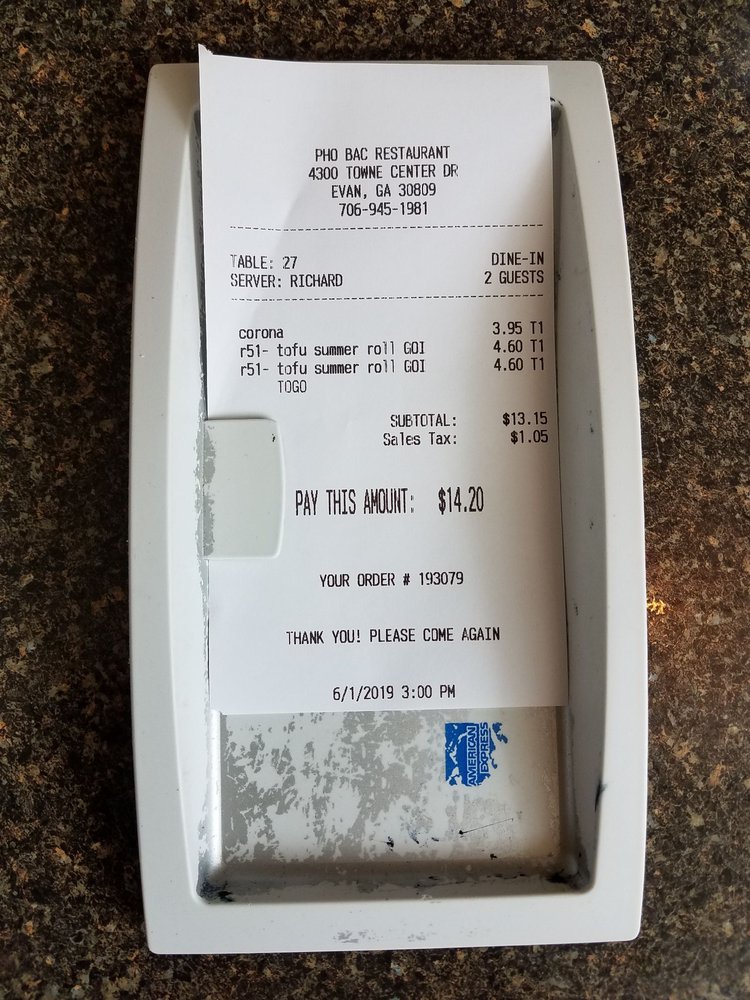 PHO BAC RESTAURANT
4300 TOWNE CENTER DR
EVAN, GA 30809
706-945-1981
TABLE: 27 DINE-IN
SERVER: RICHARD 2 GUESTS
corona 3.95 T1
r51- tofu summer roll GOI 4.60 T1
r51- tofu summer roll GOI 4.60 T1
TOGO
SUBTOTAL: $13.15
Sales Tax: $1.05
PAY THIS AMOUNT: $14.20
YOUR ORDER # 193079
THANK YOU! PLEASE COME AGAIN
6/1/2019 3:00 PM
AMERICAN
EXPRESS